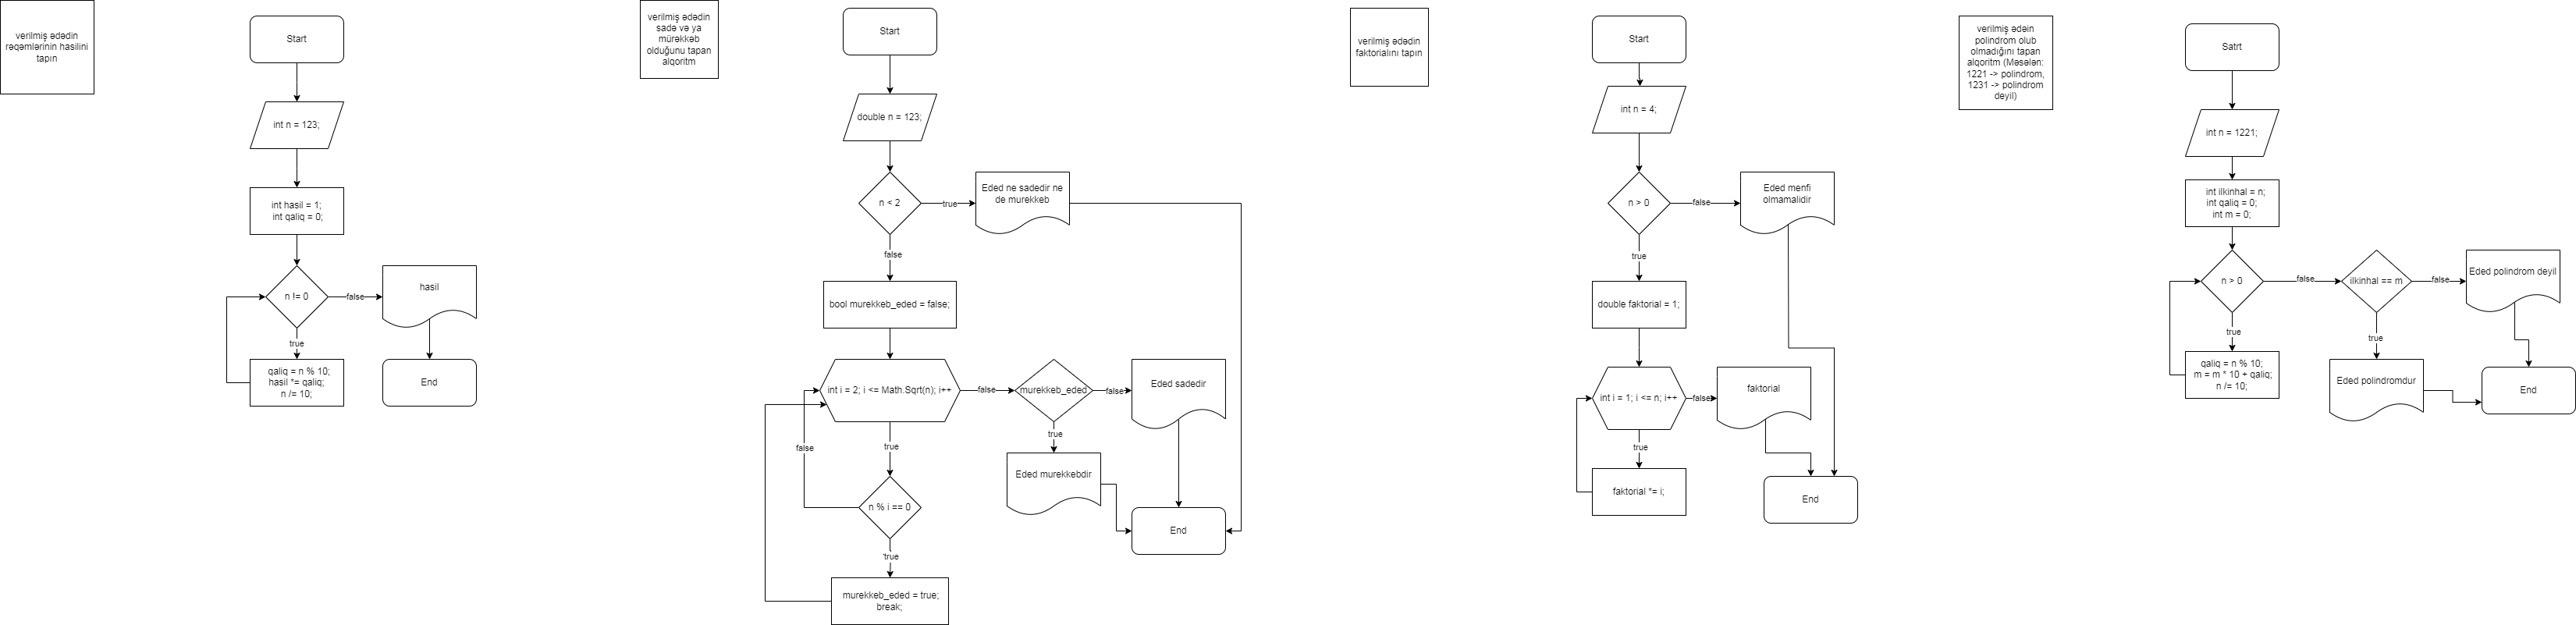 verilmiş ədədin
rəqəmlərinin hasilini
tapın
Start
int n = 123;
int hasil = 1;
int qaliq = 0;
n != 0
false
hasil
true
qaliq = n % 10;
hasil *= qaliq;
n /= 10;
End
verilmiş ədədin
sadə və ya
mürəkkəb
olduğunu tapan
alqoritm
Start
double n = 123;
n < 2
true
Eded ne sadedir ne
de murekkeb
false
bool murekkeb_eded = false;
int i = 2; i <= Math.Sqrt(n); i++
false
murekkeb_eded
false
Eded sadedir
true
Eded murekkebdir
true
false
n % i == 0
End
'true
murekkeb_eded = true;
break;
verilmiş ədədin
faktorialını tapın
Start
int n = 4;
n > 0
false
Eded menfi
olmamalidir
true
double faktorial = 1;
int i = 1; i <= n; i++
false
faktorial
true
faktorial *= i;
End
verilmiş ədəin
polindrom olub
olmadığını tapan
alqoritm (Məsələn:
1221 -> polindrom,
1231 -> polindrom
deyil)
Satrt
int n = 1221;
int ilkinhal = n;
int qaliq = 0;
int m = 0;
n > 0
false
ilkinhal == m
false
Eded polindrom deyil
true
qaliq = n % 10;
m = m * 10 + qaliq;
n /= 10;
true
Eded polindromdur
End